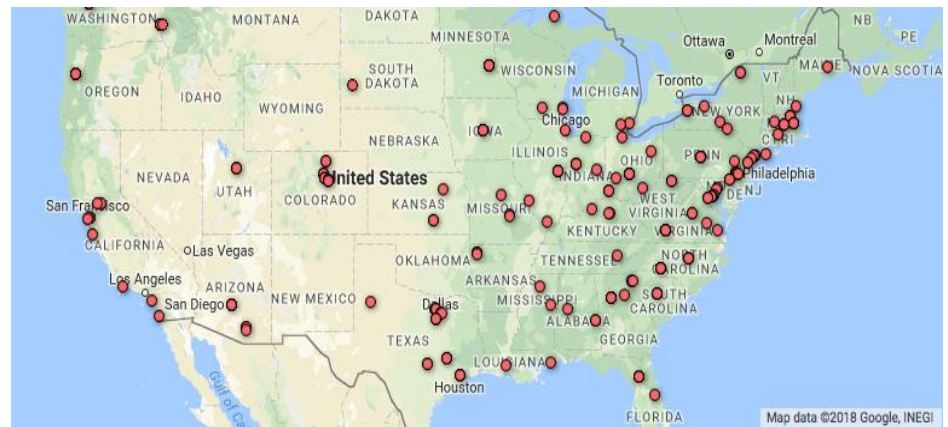 WASHINGTON
MONTANA
DAKOTA
MINNESOTA
Ottawa
Montreal
NB
PE
MAINE
NOVA SCOTIA
OREGON
IDAHO
SOUTH
DAKOTA
WISCONSIN
MICHIGAN
Toronto
VT
NH
WYOMING
NEW YORK
Chicago
IOWA
NEBRASKA
CT RI
NEVADA
UTAH
United States
COLORADO
ILLINOIS
INDIANA
OHIO
PENN
Philadelphia
San Francisco
KANSAS
MISSOURI
WEST
VIRGINIA
DE
NJ
CALIFORNIA
Las Vegas
KENTUCKY
VIRGINIA
OKLAHOMA
TENNESSEE
NORTH
CAROLINA
Los Angeles
San Diego
ARIZONA
NEW MEXICO
ARKANSAS
Dallas
MISSISSIPPI
SOUTH
CAROLINA
ALABAMA
GEORGIA
TEXAS
LOUISIANA
Houston
FLORIDA
Gulf of Ca
Map data ©2018 Google, INEGI